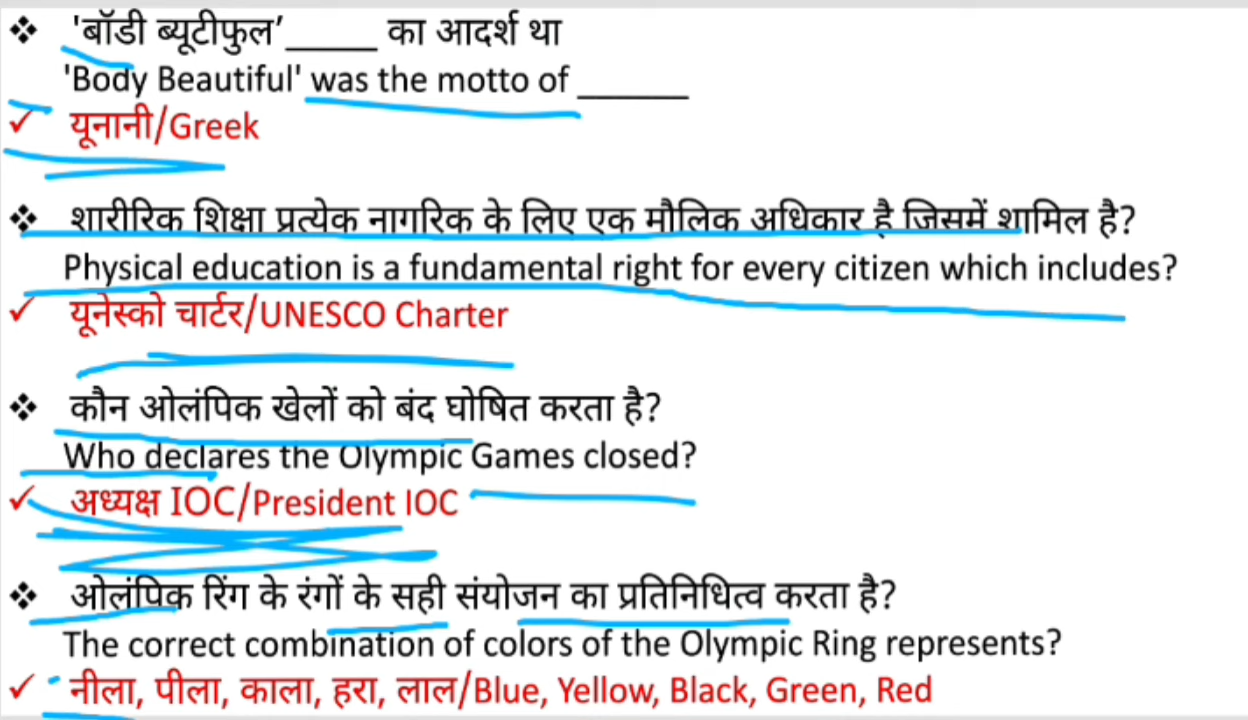 ❖ 'बॉडी ब्यूटीफुल’_____ का आदर्श था
'Body Beautiful' was the motto of ______
✓ यूनानी/Greek
❖ शारीरिक शिक्षा प्रत्येक नागरिक के लिए एक मौलिक अधिकार है जिसमें शामिल है?
Physical education is a fundamental right for every citizen which includes?
✓ यूनेस्को चार्टर/UNESCO Charter
❖ कौन ओलंपिक खेलों को बंद घोषित करता है?
Who declares the Olympic Games closed?
✓ अध्यक्ष IOC/President IOC
❖ ओलंपिक रिंग के रंगों के सही संयोजन का प्रतिनिधित्व करता है?
The correct combination of colors of the Olympic Ring represents?
✓ नीला, पीला, काला, हरा, लाल/Blue, Yellow, Black, Green, Red